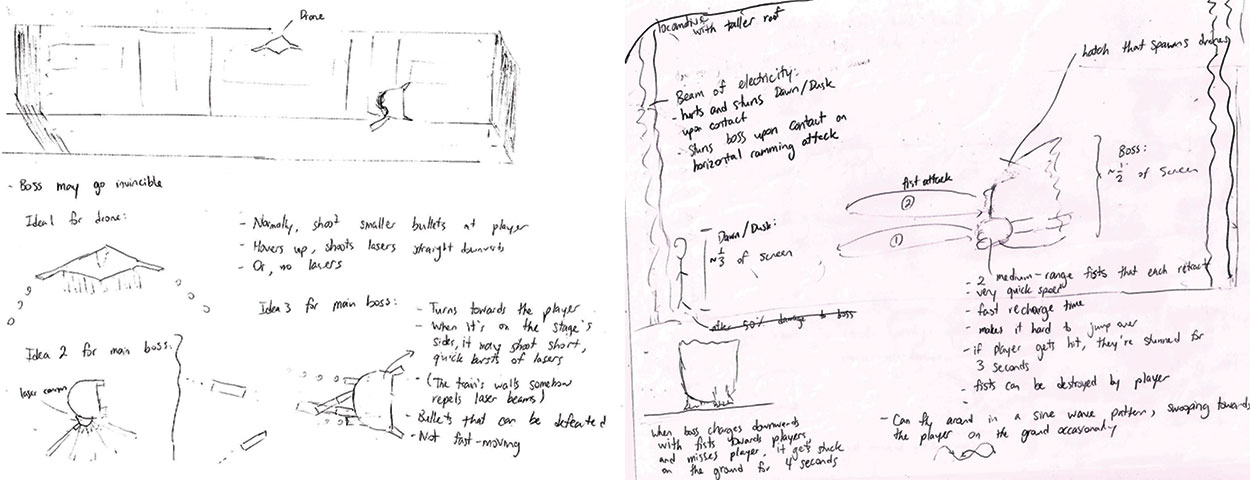 Drone
- Boss may go invincible
Idea 1 for drone:
- Normally, shoot smaller bullets at player
- Hovers up, shoots lasers straight downwards
- Or, no lasers
Idea 2 for main boss:
laser cannon
Idea 3 for main boss:
- Turns towards the player
- When it's on the stage's
sides, it may shoot short,
quick bursts of lasers
- (The train's walls somehow
repels laser beams)
- Bullets that can be defeated
- Not fast-moving
locomotive
with taller roof
Beam of electricity:
- hurts and stuns Dawn/Dusk
upon contact
- Stuns boss upon contact on
horizontal ramming attack
hatch that spawns drones
Boss:
~1/2 of screen
fist attack
②
①
Dawn/Dusk:
~1/3 of screen
- 2 medium-range fists that each retract
- very quick speed
- fast recharge time
- makes it hard to jump over
- if player gets hit, they're stunned for
3 seconds
- fists can be destroyed by player
-
- Can fly around in a sine wave pattern, swooping towards
the player on the ground occasionally
after 50% damage to boss
When boss charges downwards
with fists towards players,
and misses player, it gets stuck
on the ground for 4 seconds